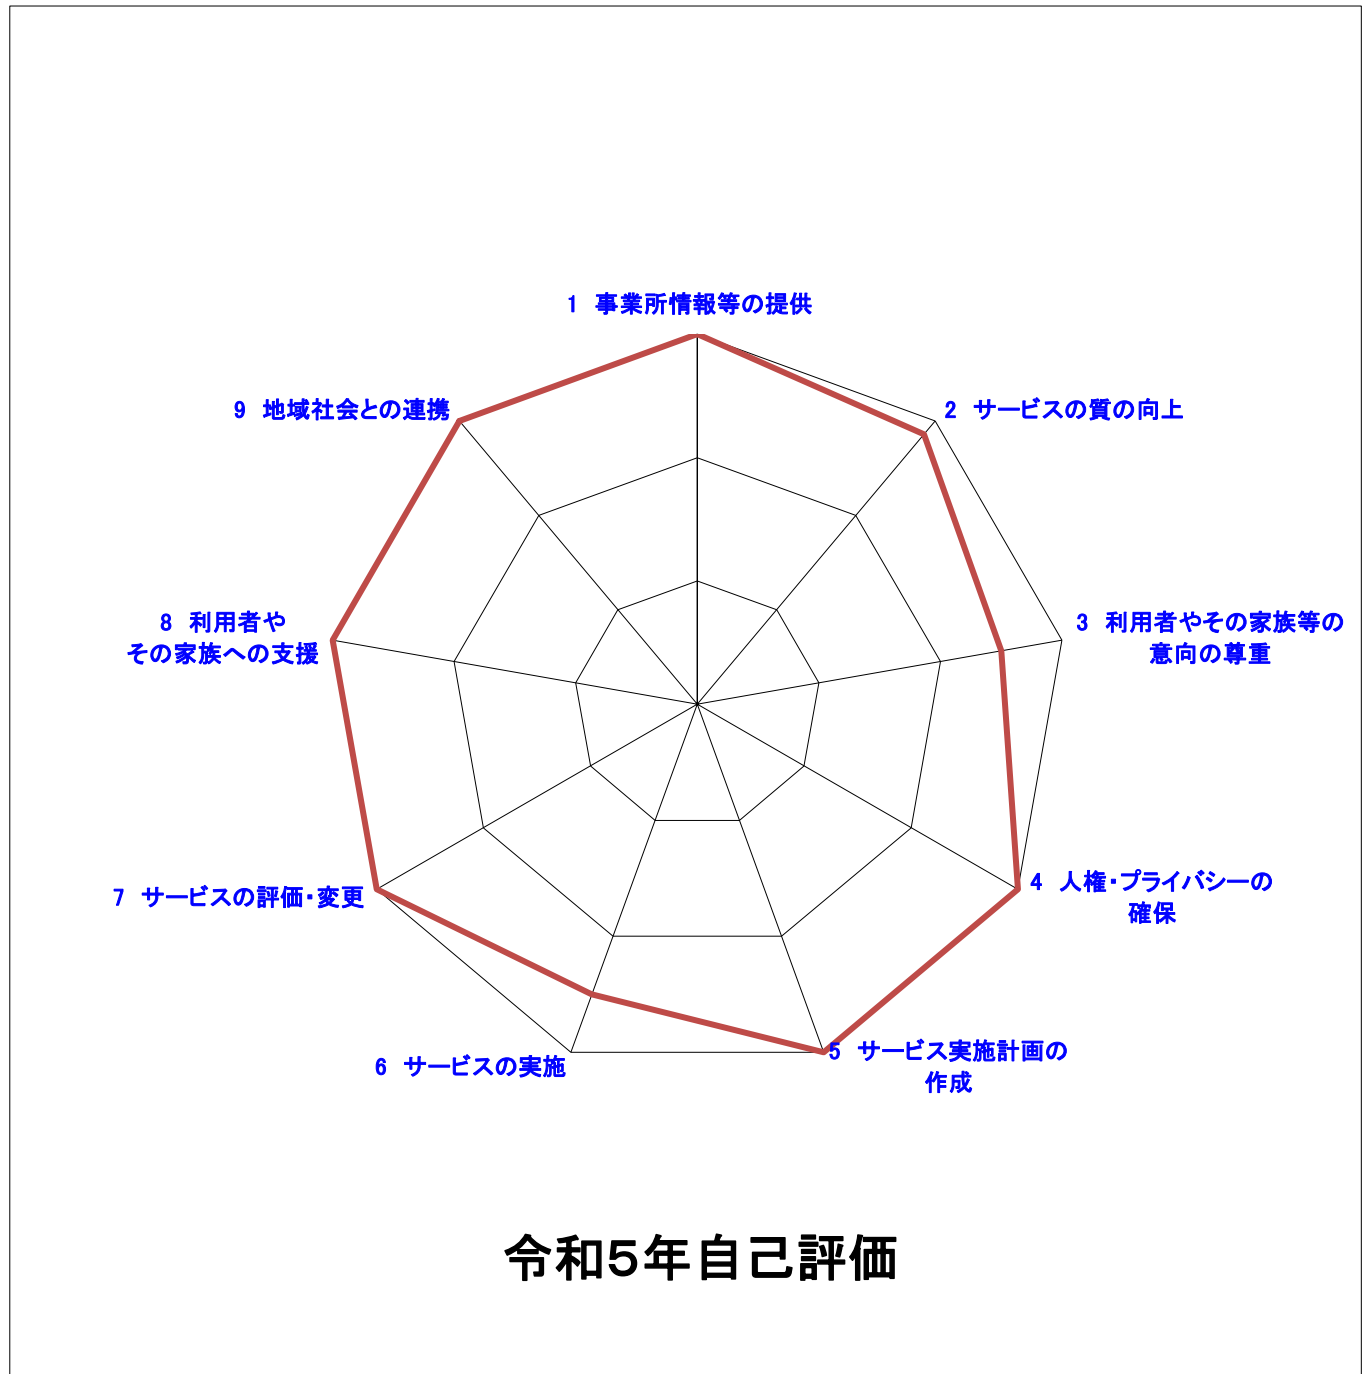 1　事業所情報等の提供
2　サービスの質の向上
3　利用者やその家族等の
意向の尊重
4　人権・プライバシーの
確保
5　サービス実施計画の
作成
6　サービスの実施
7　サービスの評価・変更
8　利用者や
その家族への支援
9　地域社会との連携
令和５年自己評価